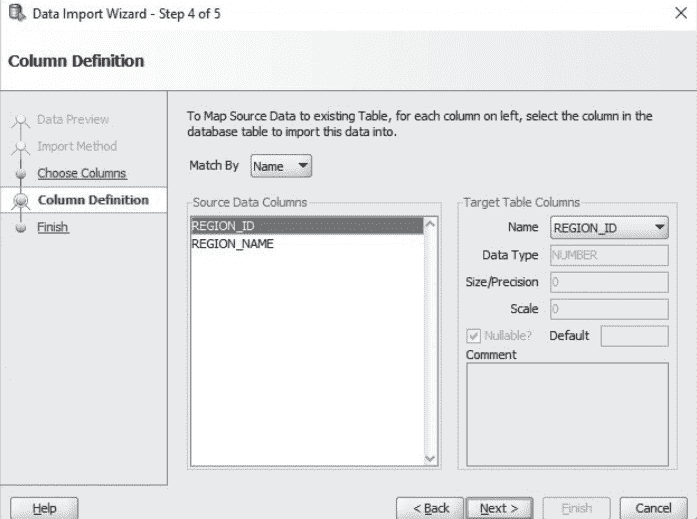 Data Import Wizard - Step 4 of 5
Column Definition
Data Preview
Import Method
Choose Columns
Column Definition
Finish
To Map Source Data to existing Table, for each column on left, select the column in the
database table to import this data into.
Match By Name
Source Data Columns
REGION_ID
REGION_NAME
Target Table Columns
Name REGION_ID
Data Type NUMBER
Size/Precision 0
Scale 0
Nullable? Default
Comment
Help
< Back Next > Finish Cancel